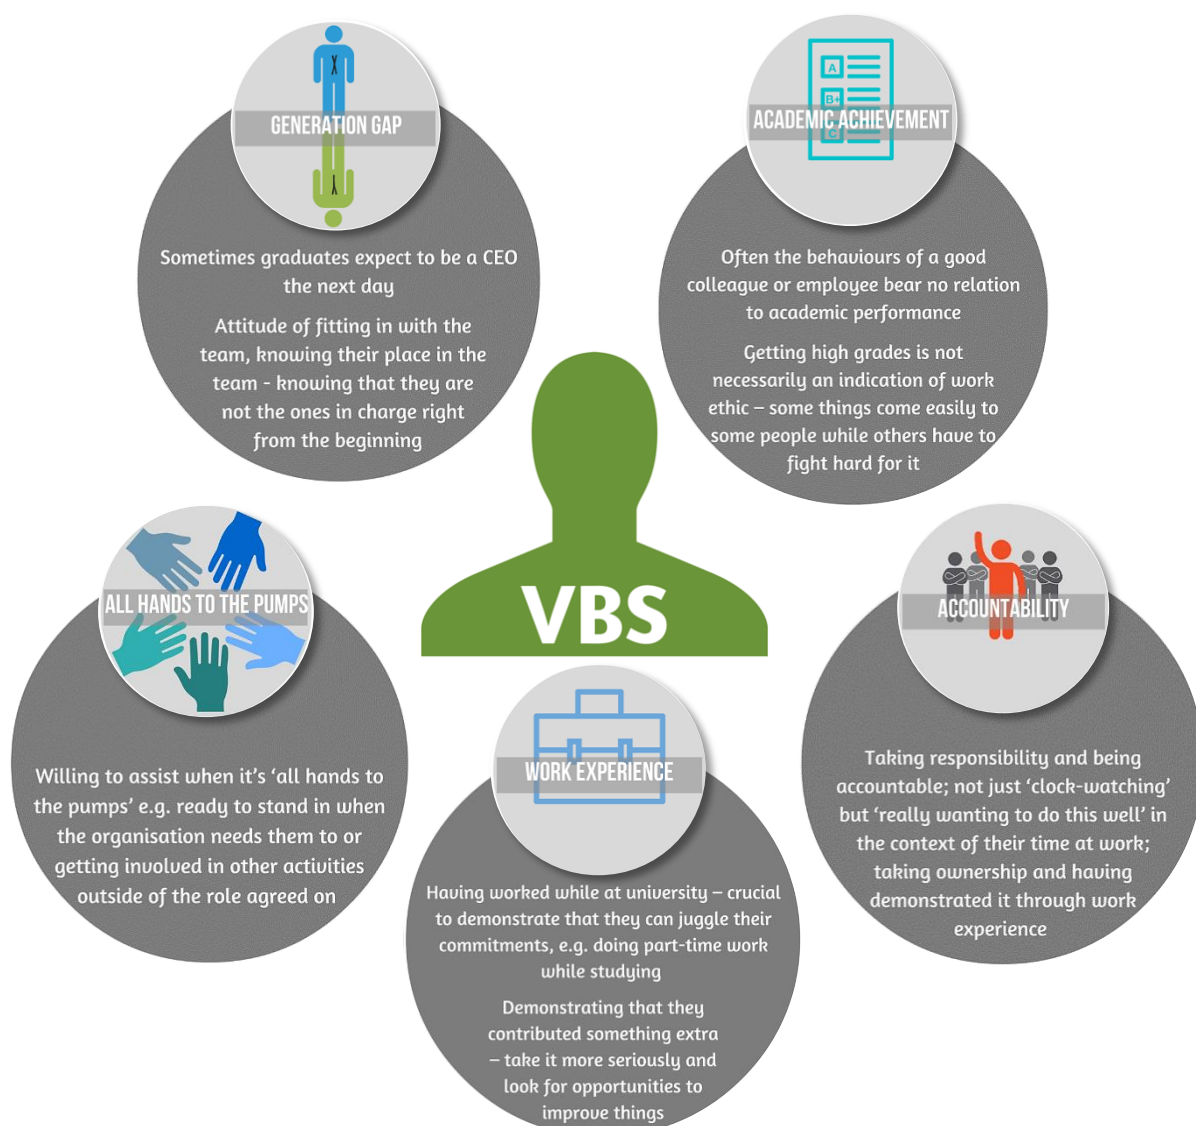 GENERATION GAP
Sometimes graduates expect to be a CEO
the next day
Attitude of fitting in with the
team, knowing their place in the
team - knowing that they are
not the ones in charge right
from the beginning
A
B+
C
ACADEMIC ACHIEVEMENT
Often the behaviours of a good
colleague or employee bear no relation
to academic performance
Getting high grades is not
necessarily an indication of work
ethic – some things come easily to
some people while others have to
fight hard for it
VBS
ALL HANDS TO THE PUMPS
Willing to assist when it's ‘all hands to
the pumps’ e.g. ready to stand in when
the organisation needs them to or
getting involved in other activities
outside of the role agreed on
WORK EXPERIENCE
Having worked while at university – crucial
to demonstrate that they can juggle their
commitments, e.g. doing part-time work
while studying
Demonstrating that they
contributed something extra
– take it more seriously and
look for opportunities to
improve things
ACCOUNTABILITY
Taking responsibility and being
accountable; not just ‘clock-watching’
but ‘really wanting to do this well’ in
the context of their time at work;
taking ownership and having
demonstrated it through work
experience